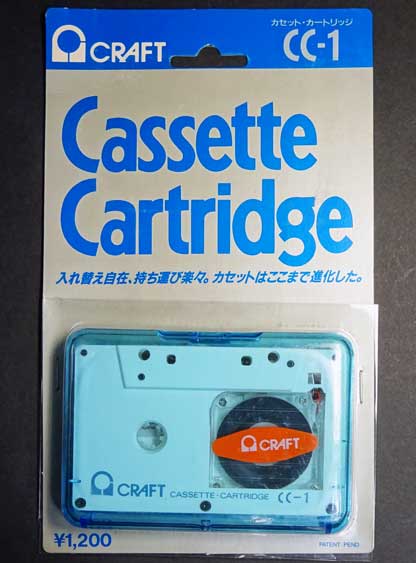 CRAFT
カセット・カートリッジ
CC-1
Cassette
Cartridge
入れ替え自在、持ち運び楽々。カセットはここまで進化した。
CRAFT
CRAFT CASSETTE·CARTRIDGE CC-1
¥1,200
PATENT PEND